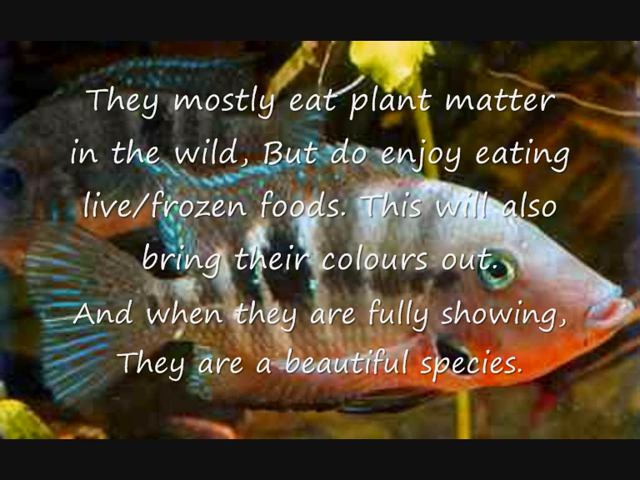 They mostly eat plant matter
in the wild, But do enjoy eating
live/frozen foods. This will also
bring their colours out.
And when they are fully showing,
They are a beautiful species.